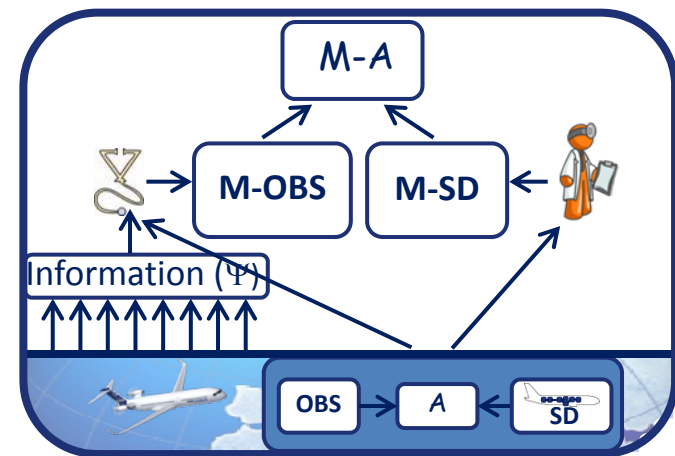 M-A
M-OBS
M-SD
Information (Ψ)
OBS
A
SD